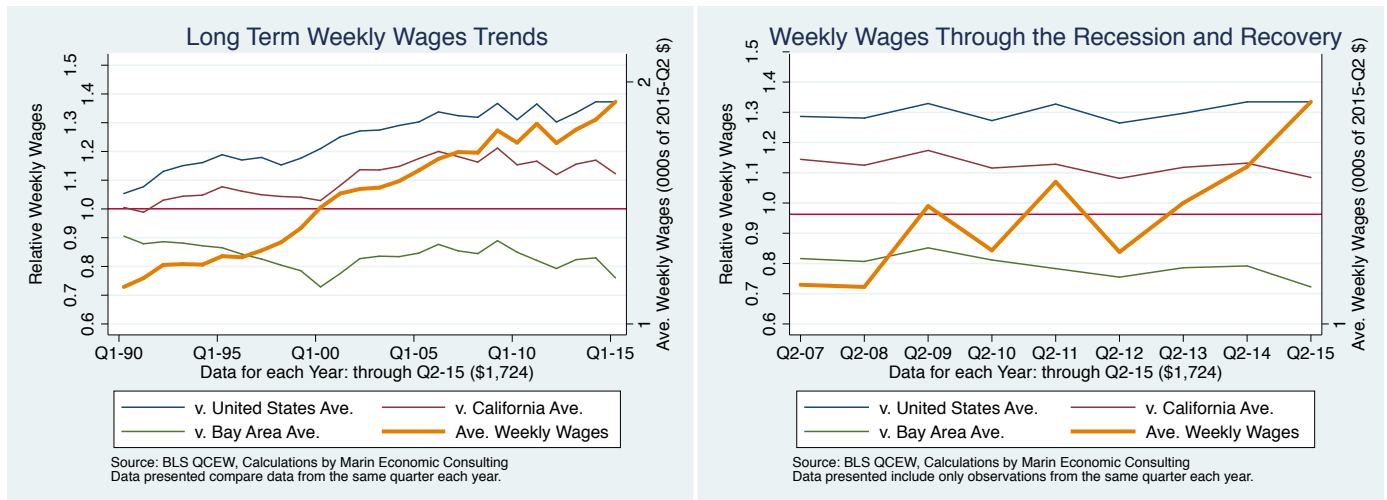 Long Term Weekly Wages Trends
Relative Weekly Wages
1.5
1.4
1.3
1.2
1.1
1.0
0.9
0.8
0.7
0.6
2
1
Ave. Weekly Wages (000s of 2015-Q2 $)
Q1-90 Q1-95 Q1-00 Q1-05 Q1-10 Q1-15
Data for each Year: through Q2-15 ($1,724)
v. United States Ave. v. California Ave.
v. Bay Area Ave. Ave. Weekly Wages
Source: BLS QCEW, Calculations by Marin Economic Consulting
Data presented compare data from the same quarter each year.
Weekly Wages Through the Recession and Recovery
Relative Weekly Wages
1.5
1.4
1.3
1.2
1.1
1.0
0.9
0.8
0.7
0.6
1
Ave. Weekly Wages (000s of 2015-Q2 $)
Q2-07 Q2-08 Q2-09 Q2-10 Q2-11 Q2-12 Q2-13 Q2-14 Q2-15
Data for each Year: through Q2-15 ($1,724)
v. United States Ave. v. California Ave.
v. Bay Area Ave. Ave. Weekly Wages
Source: BLS QCEW, Calculations by Marin Economic Consulting
Data presented include only observations from the same quarter each year.